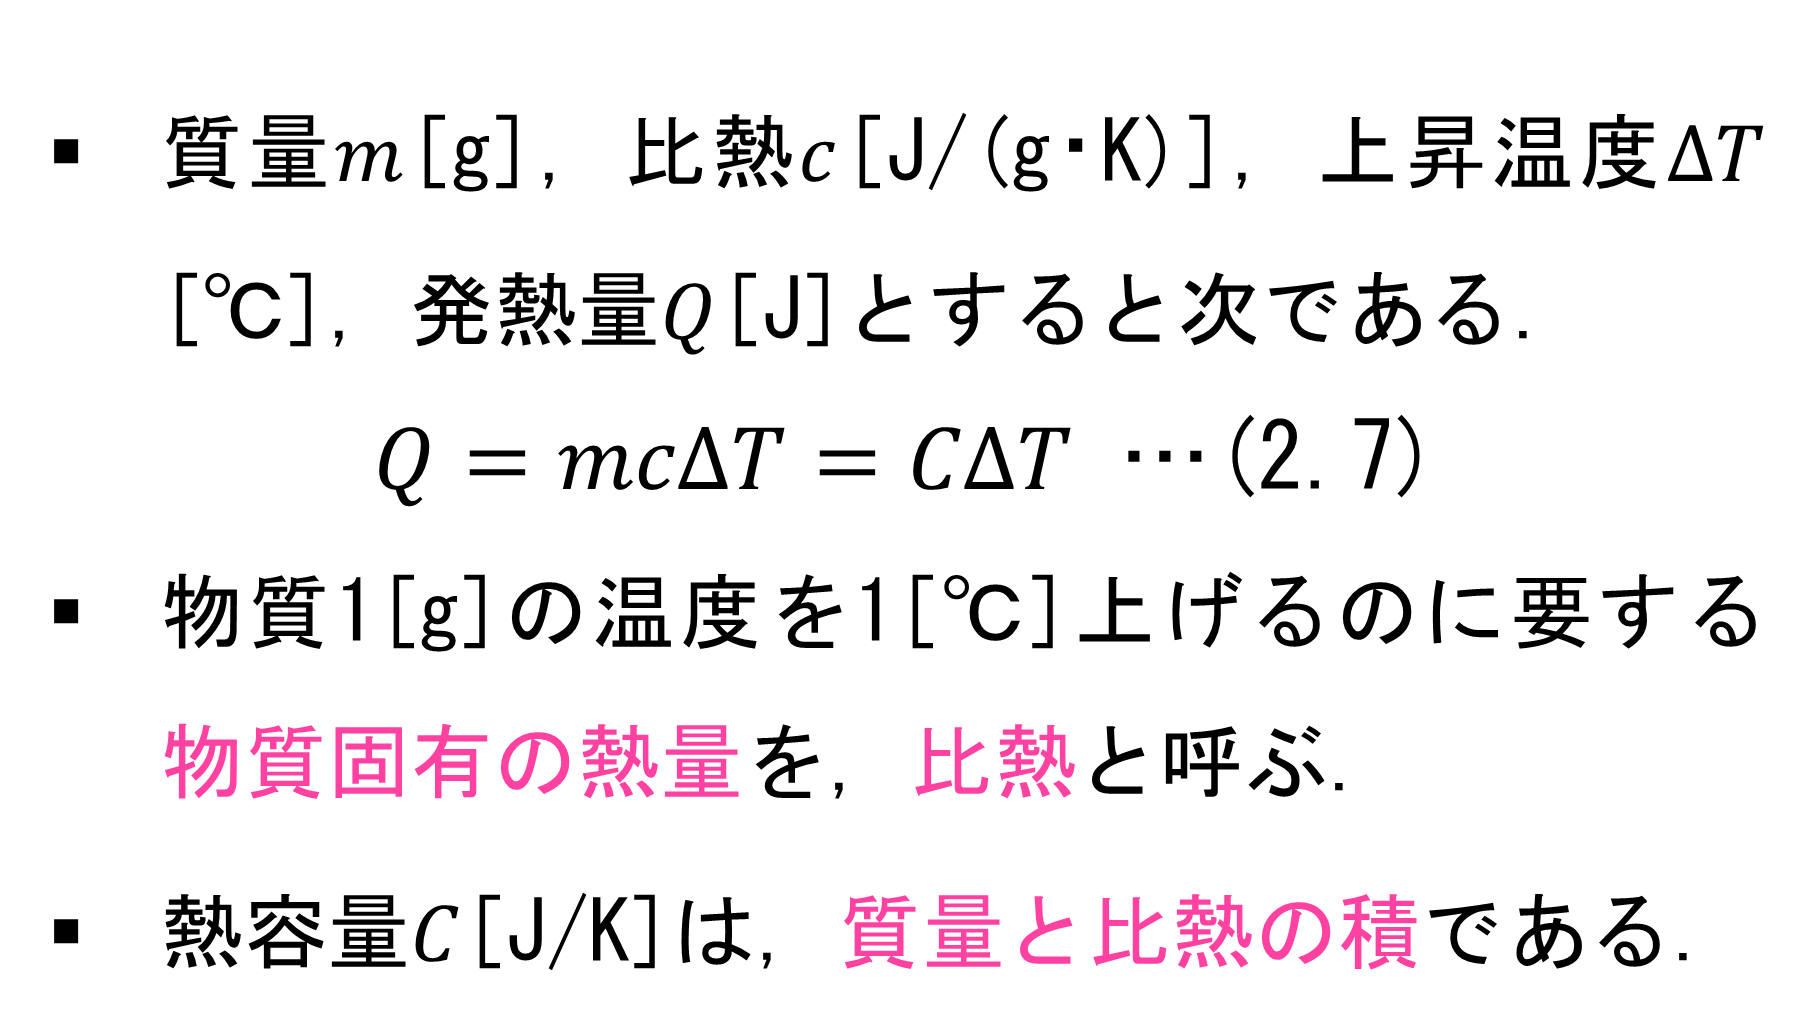 ▪ 質量m[g], 比熱c[J/(g・K)], 上昇温度ΔT
[℃], 発熱量Q[J]とすると次である.
Q = mcΔT = CΔT …(2.7)
▪ 物質1[g]の温度を1[℃]上げるのに要する
物質固有の熱量を, 比熱と呼ぶ.
▪ 熱容量C[J/K]は, 質量と比熱の積である.